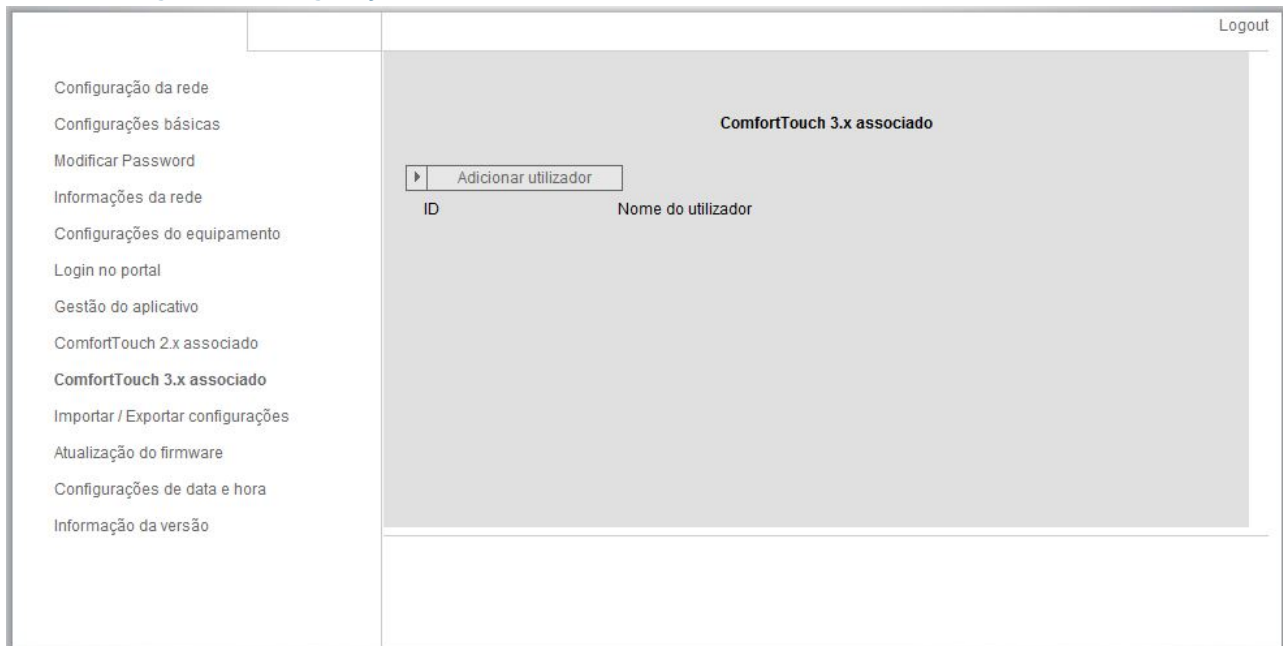 Logout
Configuração da rede
Configurações básicas
Modificar Password
Informações da rede
Configurações do equipamento
Login no portal
Gestão do aplicativo
ComfortTouch 2.x associado
ComfortTouch 3.x associado
Importar / Exportar configurações
Atualização do firmware
Configurações de data e hora
Informação da versão
ComfortTouch 3.x associado
Adicionar utilizador
ID Nome do utilizador